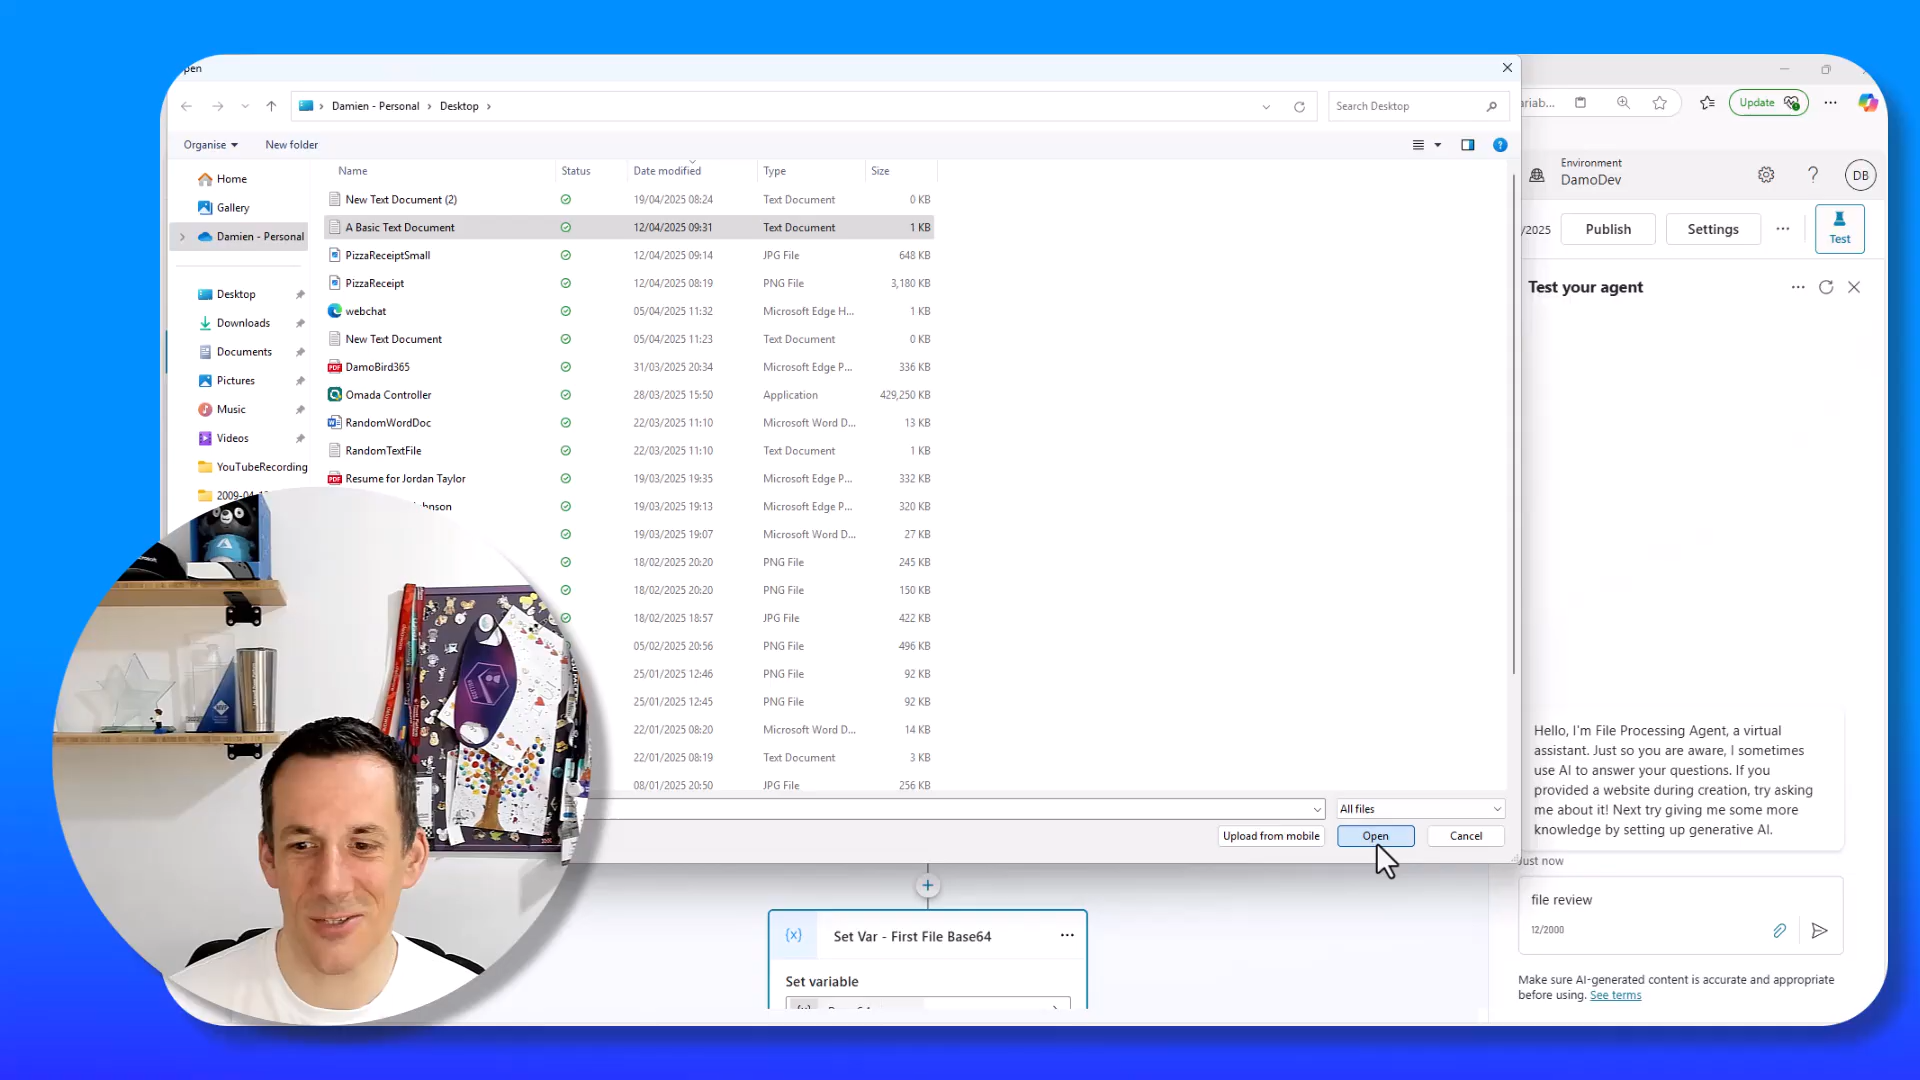 pen
Damien - Personal > Desktop >
Search Desktop
ariab...
Update
Organise
New folder
Environment
DamoDev
DB
/2025
Publish
Settings
Test
Home
Gallery
Damien - Personal
Desktop
Downloads
Documents
Pictures
Music
Videos
YouTubeRecording
Name Status Date modified Type Size
New Text Document (2) 19/04/2025 08:24 Text Document 0 KB
A Basic Text Document 12/04/2025 09:31 Text Document 1 KB
PizzaReceiptSmall 12/04/2025 09:14 JPG File 648 KB
PizzaReceipt 12/04/2025 08:19 PNG File 3,180 KB
webchat 05/04/2025 11:32 Microsoft Edge H... 1 KB
New Text Document 05/04/2025 11:23 Text Document 0 KB
DamoBird365 31/03/2025 20:34 Microsoft Edge P... 336 KB
Omada Controller 28/03/2025 15:50 Application 429,250 KB
RandomWordDoc 22/03/2025 11:10 Microsoft Word D... 13 KB
RandomTextFile 22/03/2025 11:10 Text Document 1 KB
Resume for Jordan Taylor 19/03/2025 19:35 Microsoft Edge P... 332 KB
hnson 19/03/2025 19:13 Microsoft Edge P... 320 KB
19/03/2025 19:07 Microsoft Word D... 27 KB
18/02/2025 20:20 PNG File 245 KB
18/02/2025 20:20 PNG File 150 KB
18/02/2025 18:57 JPG File 422 KB
05/02/2025 20:56 PNG File 496 KB
25/01/2025 12:46 PNG File 92 KB
25/01/2025 12:45 PNG File 92 KB
22/01/2025 08:20 Microsoft Word D... 14 KB
22/01/2025 08:19 Text Document 3 KB
08/01/2025 20:50 JPG File 256 KB
All files
Upload from mobile
Open
Cancel
Test your agent
Hello, I'm File Processing Agent, a virtual
assistant. Just so you are aware, I sometimes
use AI to answer your questions. If you
provided a website during creation, try asking
me about it! Next try giving me some more
knowledge by setting up generative AI.
Just now
file review
12/2000
Make sure AI-generated content is accurate and appropriate
before using. See terms
{x}
Set Var - First File Base64
Set variable